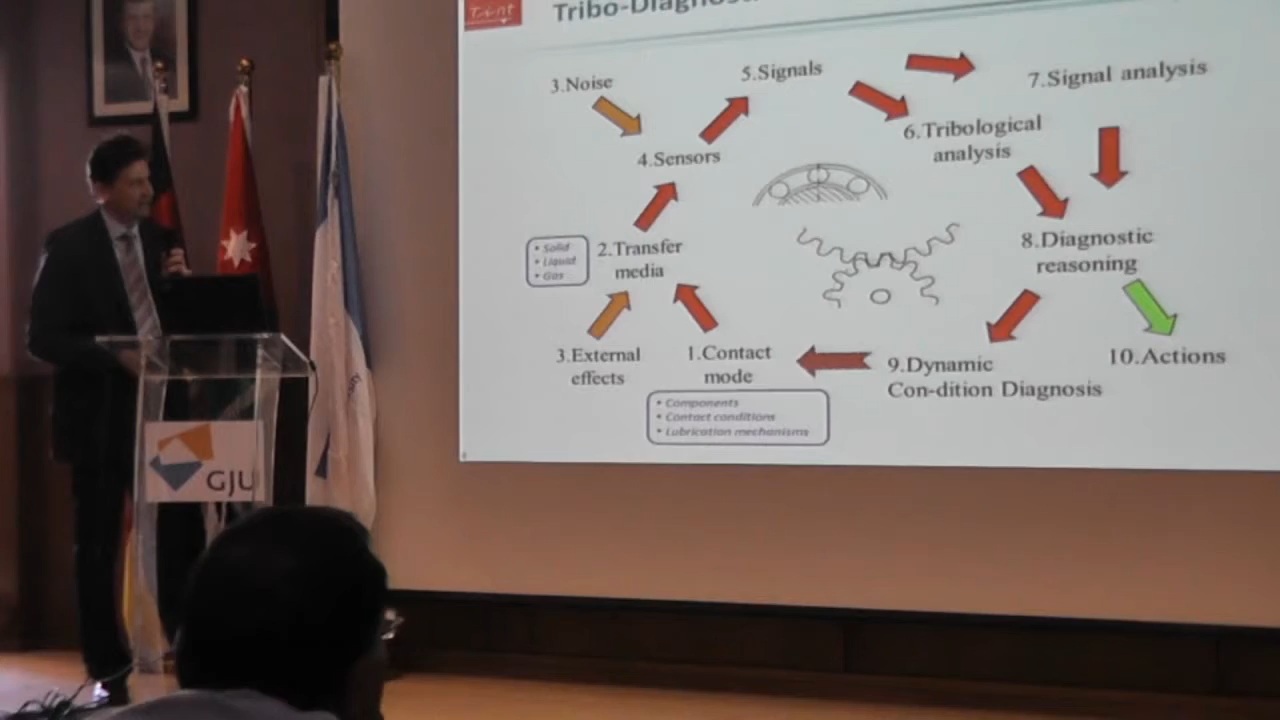 Tribo-Diagnos
3.Noise
5.Signals
7.Signal analysis
4.Sensors
6.Tribological
analysis
• Solid
• Liquid
• Gas
2.Transfer
media
8.Diagnostic
reasoning
3.External
effects
1.Contact
mode
9.Dynamic
Con-dition Diagnosis
10.Actions
• Components
• Contact conditions
• Lubrication mechanisms
GJU